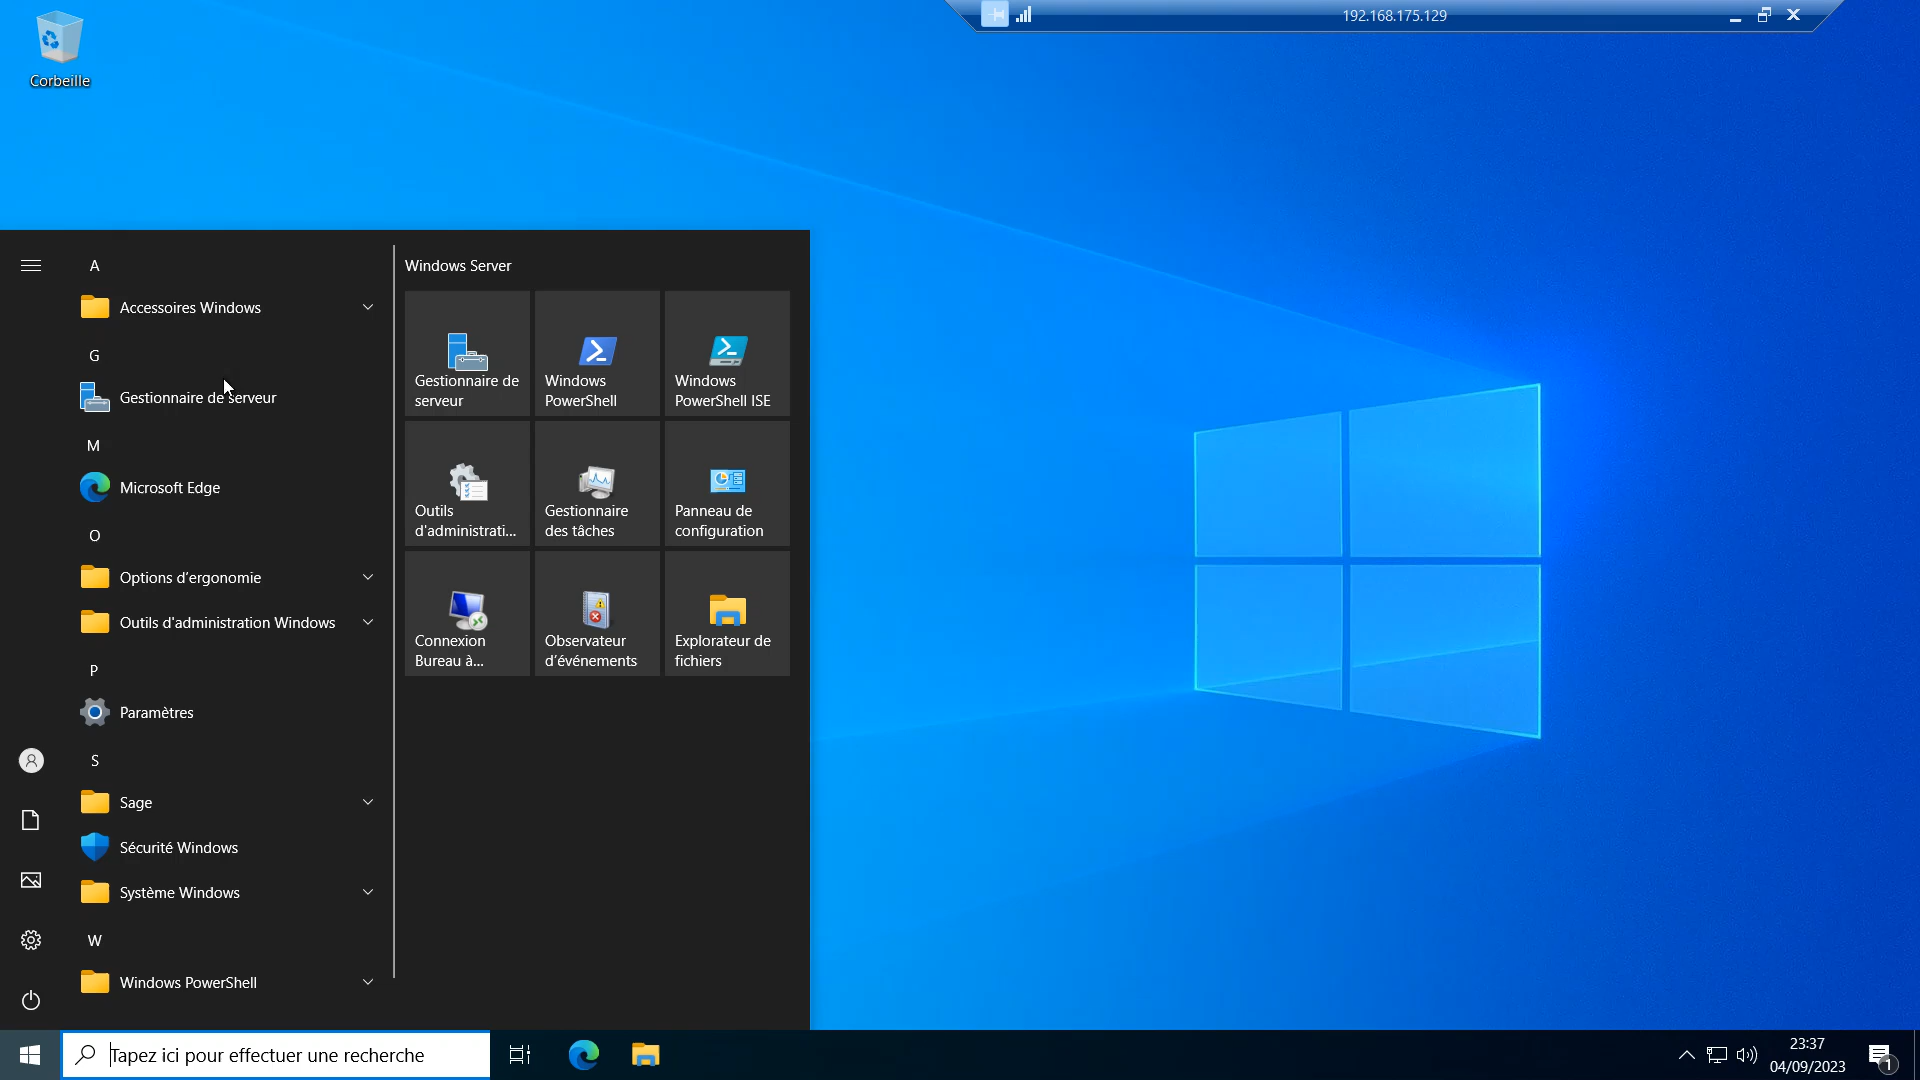 192.168.175.129
Corbeille
A
Accessoires Windows
G
Gestionnaire de serveur
M
Microsoft Edge
O
Options d’ergonomie
Outils d'administration Windows
P
Paramètres
S
Sage
Sécurité Windows
Système Windows
W
Windows PowerShell
Windows Server
Gestionnaire de
serveur
Windows
PowerShell
Windows
PowerShell ISE
Outils
d'administrati...
Gestionnaire
des tâches
Panneau de
configuration
Connexion
Bureau à...
Observateur
d’événements
Explorateur de
fichiers
Tapez ici pour effectuer une recherche
23:37
04/09/2023
1